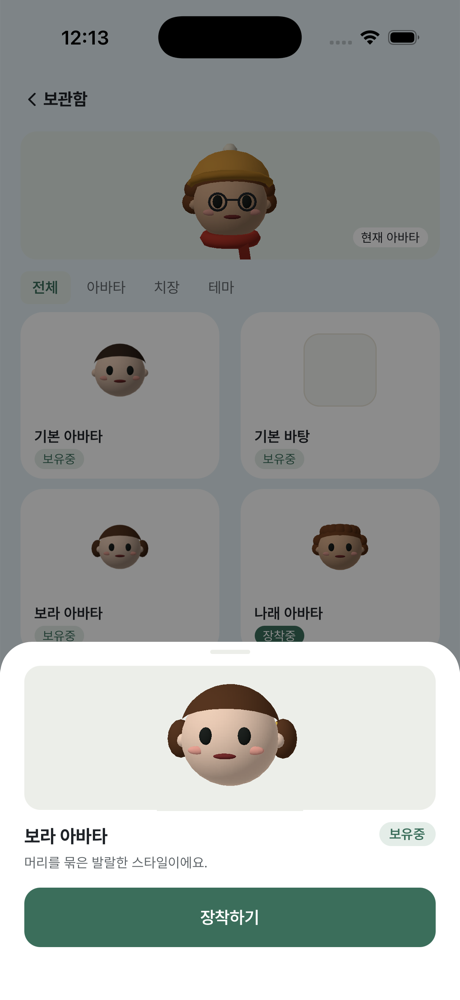 12:13
보관함
현재 아바타
전체 아바타 치장 테마
기본 아바타
보유중
기본 바탕
보유중
보라 아바타
보유중
나래 아바타
장착중
보라 아바타
보유중
머리를 묶은 발랄한 스타일이에요.
장착하기